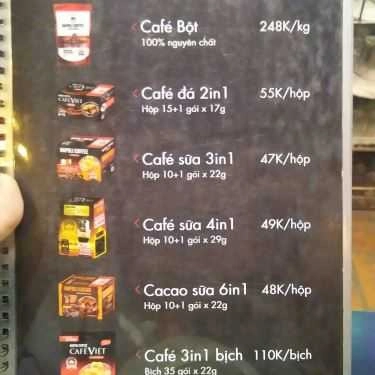 Café Bột 248K/kg
100% nguyên chất
Café đá 2in1 55K/hộp
Hộp 15+1 gói x 17g
CAFÉ VIET
Café sữa 3in1 47K/hộp
Hộp 10+1 gói x 22g
Café sữa 4in1 49K/hộp
Hộp 10+1 gói x 29g
Cacao sữa 6in1 48K/hộp
Hộp 10+1 gói x 22g
CAFÉ VIET
Café 3in1 bịch 110K/bịch
Bịch 35 gói x 22g